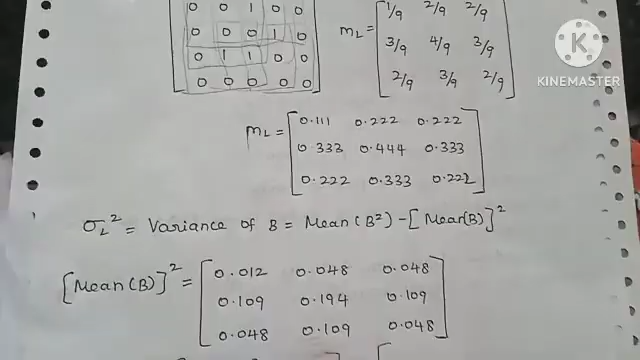 0 0 1 0 0
0 0 0 1 0
0 1 1 0 0
0 0 0 0 0
m_L = [1/9 2/9 2/9
3/9 4/9 3/9
2/9 3/9 2/9]
K
KINEMASTER
m_L = [0.111 0.222 0.222
0.333 0.444 0.333
0.222 0.333 0.222]
σ_L² = Variance of B = Mean(B²) - [Mean(B)]²
[Mean(B)]² = [0.012 0.048 0.048
0.109 0.194 0.109
0.048 0.109 0.048]